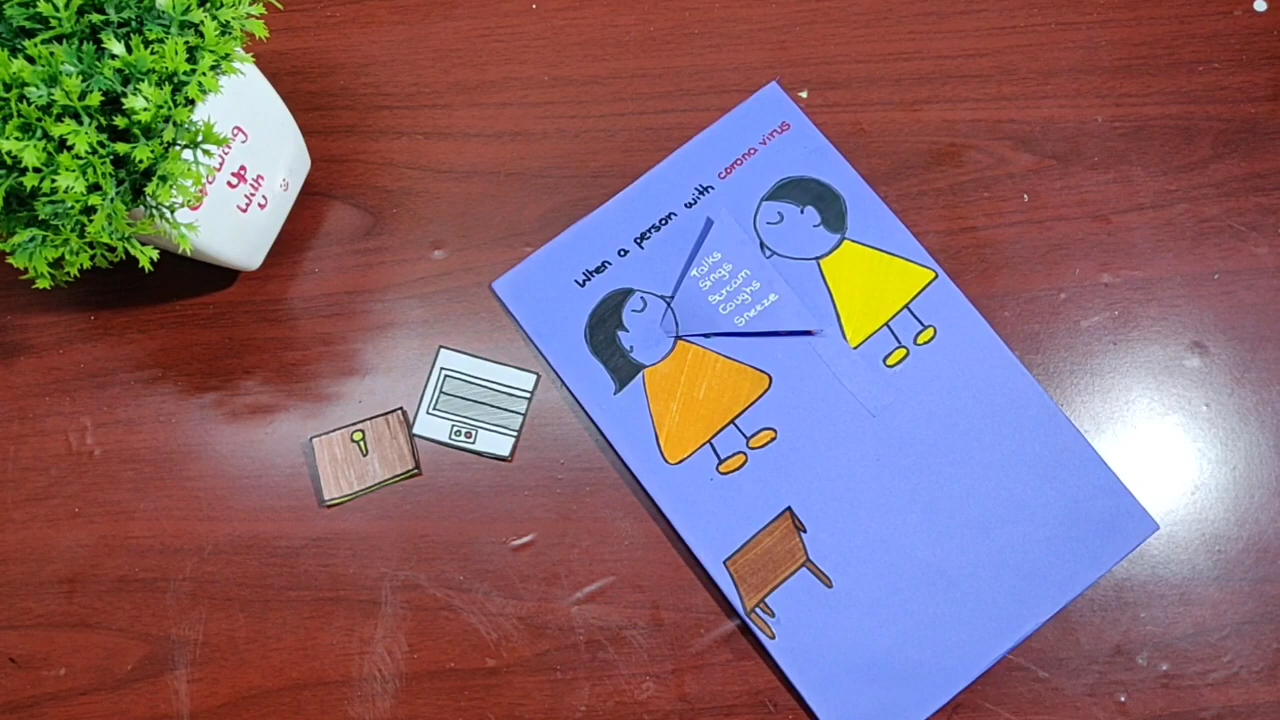 Growing
up
with
U
When a person with corona virus
Talks
Sings
Scream
Coughs
Sneeze